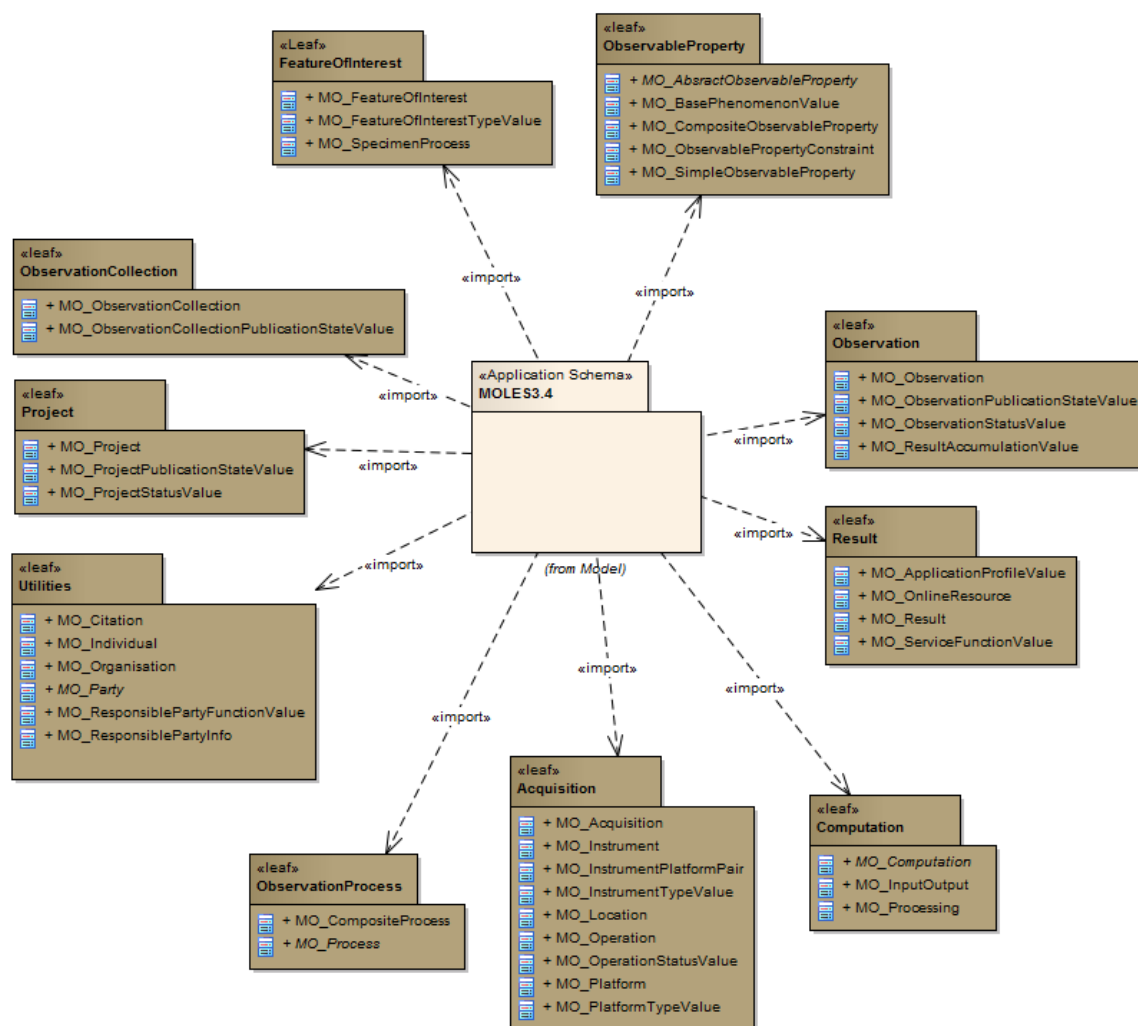 «Leaf»
FeatureOfInterest
+ MO_FeatureOfInterest
+ MO_FeatureOfInterestTypeValue
+ MO_SpecimenProcess
«leaf»
ObservableProperty
+ MO_AbsractObservableProperty
+ MO_BasePhenomenonValue
+ MO_CompositeObservableProperty
+ MO_ObservablePropertyConstraint
+ MO_SimpleObservableProperty
«leaf»
ObservationCollection
+ MO_ObservationCollection
+ MO_ObservationCollectionPublicationStateValue
«import»
«import»
«leaf»
Observation
+ MO_Observation
+ MO_ObservationPublicationStateValue
+ MO_ObservationStatusValue
+ MO_ResultAccumulationValue
«Application Schema»
MOLES3.4
(from Model)
«import»
«import»
«leaf»
Project
+ MO_Project
+ MO_ProjectPublicationStateValue
+ MO_ProjectStatusValue
«import»
«import»
«leaf»
Result
+ MO_ApplicationProfileValue
+ MO_OnlineResource
+ MO_Result
+ MO_ServiceFunctionValue
«leaf»
Utilities
+ MO_Citation
+ MO_Individual
+ MO_Organisation
+ MO_Party
+ MO_ResponsiblePartyFunctionValue
+ MO_ResponsiblePartyInfo
«import»
«import»
«import»
«import»
«leaf»
ObservationProcess
+ MO_CompositeProcess
+ MO_Process
«leaf»
Acquisition
+ MO_Acquisition
+ MO_Instrument
+ MO_InstrumentPlatformPair
+ MO_InstrumentTypeValue
+ MO_Location
+ MO_Operation
+ MO_OperationStatusValue
+ MO_Platform
+ MO_PlatformTypeValue
«leaf»
Computation
+ MO_Computation
+ MO_InputOutput
+ MO_Processing